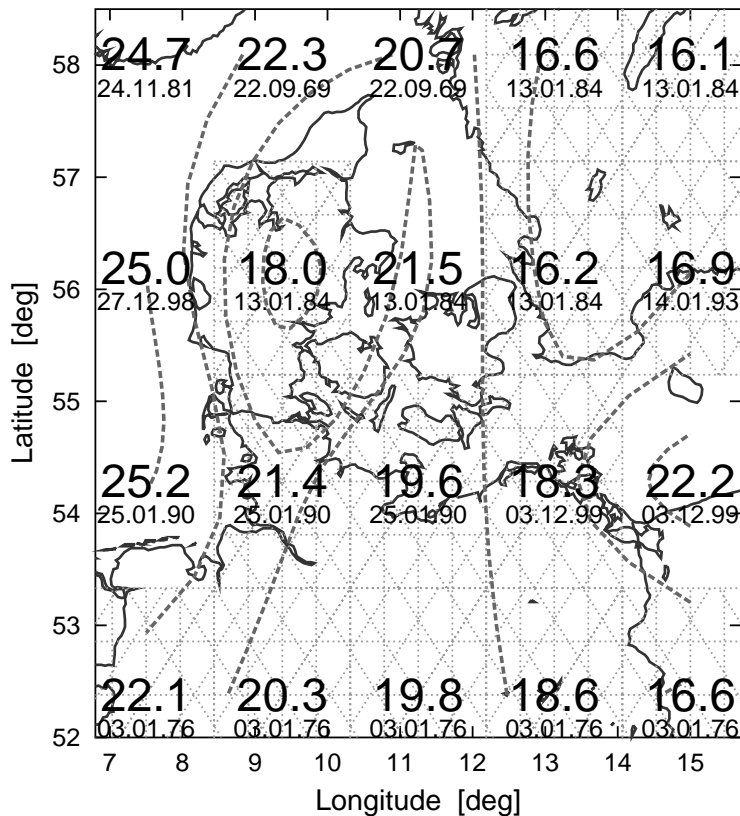 58
24.7 22.3 20.7 16.6 16.1
24.11.81 22.09.69 22.09.69 13.01.84 13.01.84
57
56
25.0 18.0 21.5 16.2 16.9
27.12.98 13.01.84 13.01.84 13.01.84 14.01.93
55
Latitude [deg]
54
25.2 21.4 19.6 18.3 22.2
25.01.90 25.01.90 25.01.90 03.12.99 03.12.99
53
22.1 20.3 19.8 18.6 16.6
03.01.76 03.01.76 03.01.76 03.01.76 03.01.76
52
7 8 9 10 11 12 13 14 15
Longitude [deg]